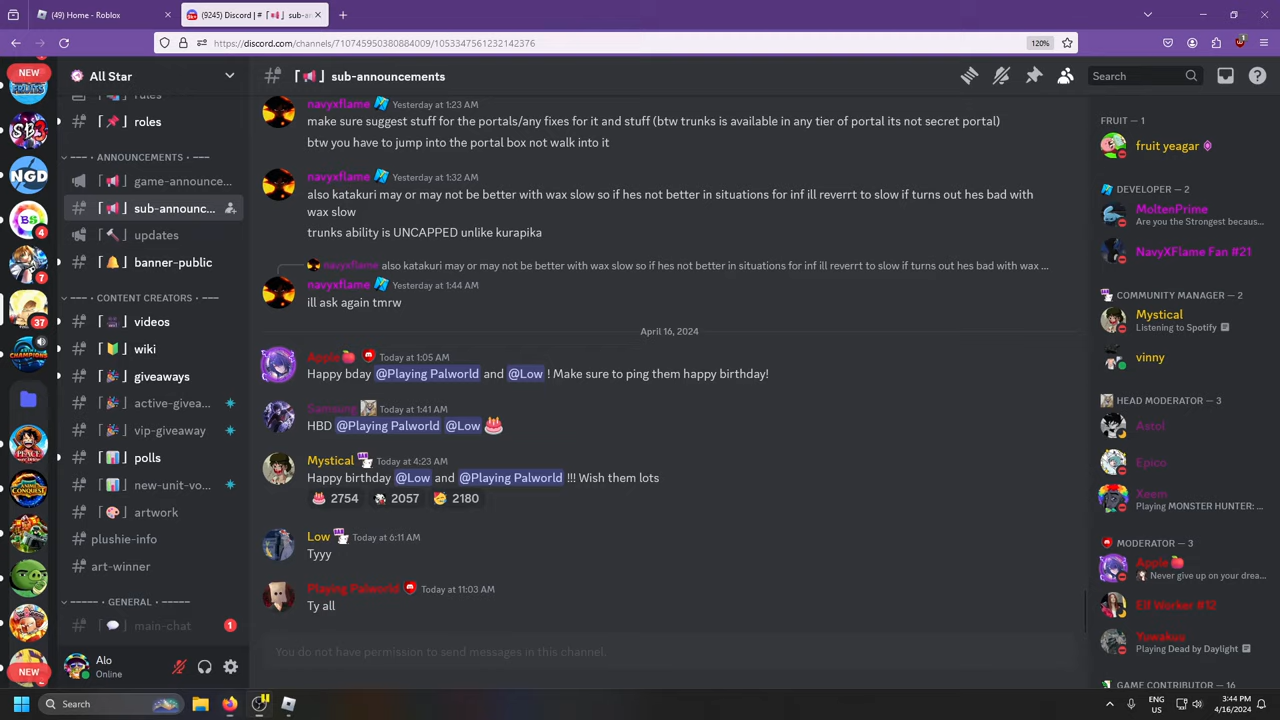 (49) Home - Roblox
(9245) Discord | # 「📢」sub-an
https://discord.com/channels/710745950380884009/1053347561232142376
120%
NEW
All Star
rules
roles
--- • ANNOUNCEMENTS • ---
game-announce...
sub-announc...
updates
banner-public
CONTENT CREATORS • ---
videos
wiki
giveaways
active-givea...
vip-giveaway
polls
new-unit-vo...
artwork
plushie-info
art-winner
---- • GENERAL • -----
main-chat
1
Alo
Online
NGD
BS
4
7
37
CHAMPIONS
NEW
「📢」sub-announcements
Search
navyxflame Yesterday at 1:23 AM
make sure suggest stuff for the portals/any fixes for it and stuff (btw trunks is available in any tier of portal its not secret portal)
btw you have to jump into the portal box not walk into it
navyxflame Yesterday at 1:32 AM
also katakuri may or may not be better with wax slow so if hes not better in situations for inf ill reverrt to slow if turns out hes bad with
wax slow
trunks ability is UNCAPPED unlike kurapika
navyxflame also katakuri may or may not be better with wax slow so if hes not better in situations for inf ill reverrt to slow if turns out hes bad with wax ...
navyxflame Yesterday at 1:44 AM
ill ask again tmrw
April 16, 2024
Apple🍎 Today at 1:05 AM
Happy bday @Playing Palworld and @Low ! Make sure to ping them happy birthday!
Samsung Today at 1:41 AM
HBD @Playing Palworld @Low 🎂
Mystical Today at 4:23 AM
Happy birthday @Low and @Playing Palworld !!! Wish them lots
2754 2057 2180
Low Today at 6:11 AM
Tyyy
Playing Palworld Today at 11:03 AM
Ty all
You do not have permission to send messages in this channel.
FRUIT — 1
fruit yeagar
DEVELOPER — 2
MoltenPrime
Are you the Strongest becaus...
NavyXFlame Fan #21
COMMUNITY MANAGER — 2
Mystical
Listening to Spotify
vinny
HEAD MODERATOR — 3
Astol
Epico
Xeem
Playing MONSTER HUNTER: ...
MODERATOR — 3
Apple🍎
Never give up on your drea...
Elf Worker #12
Yuwakuu
Playing Dead by Daylight
GAME CONTRIBUTOR — 16
Search
ENG
US
3:44 PM
4/16/2024